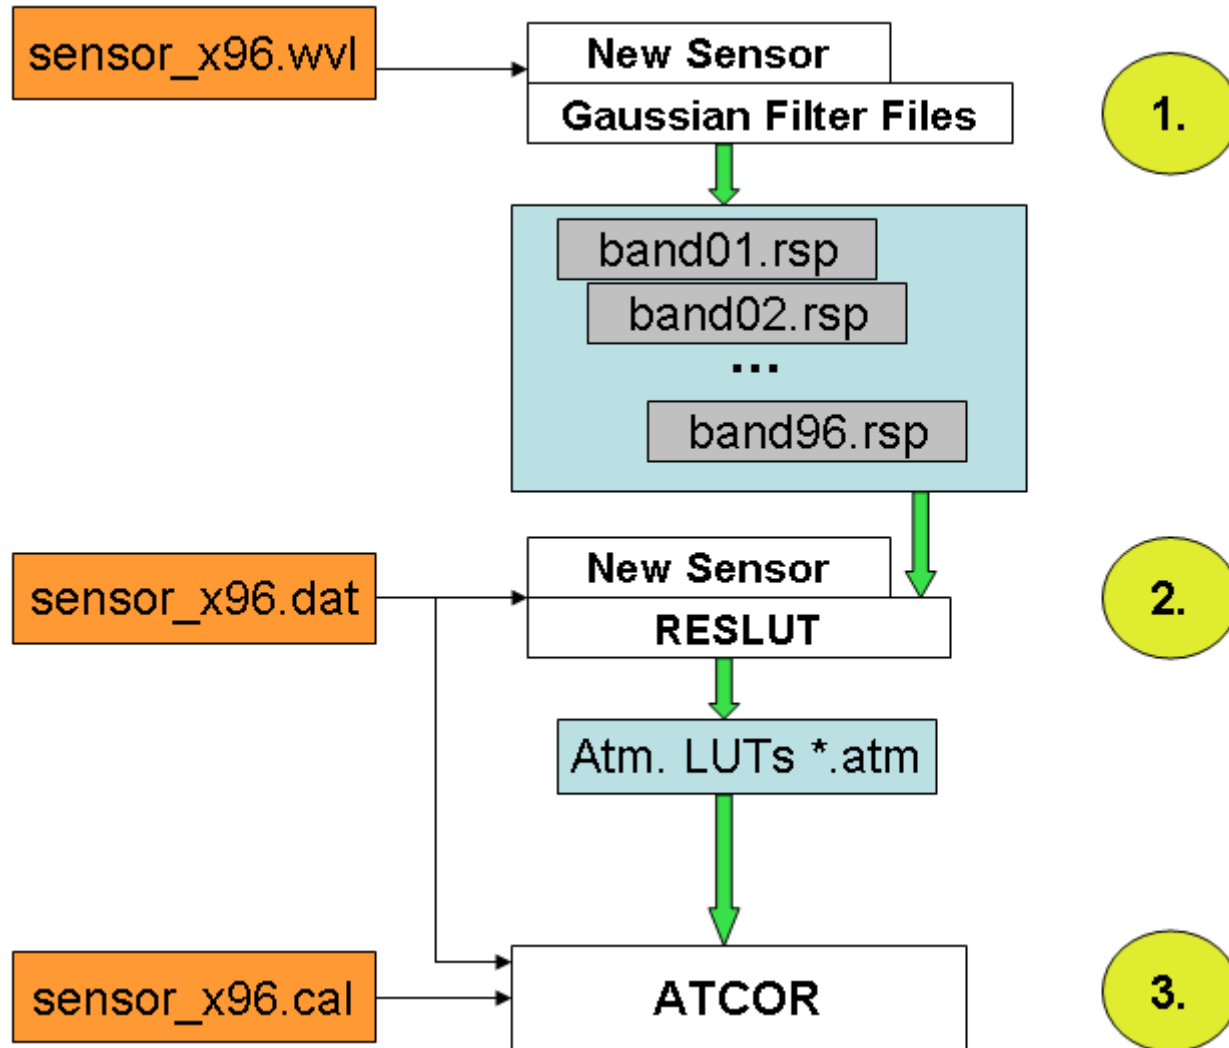 sensor_x96.wvl
New Sensor
Gaussian Filter Files
1.
band01.rsp
band02.rsp
...
band96.rsp
sensor_x96.dat
New Sensor
RESLUT
2.
Atm. LUTs *.atm
sensor_x96.cal
ATCOR
3.